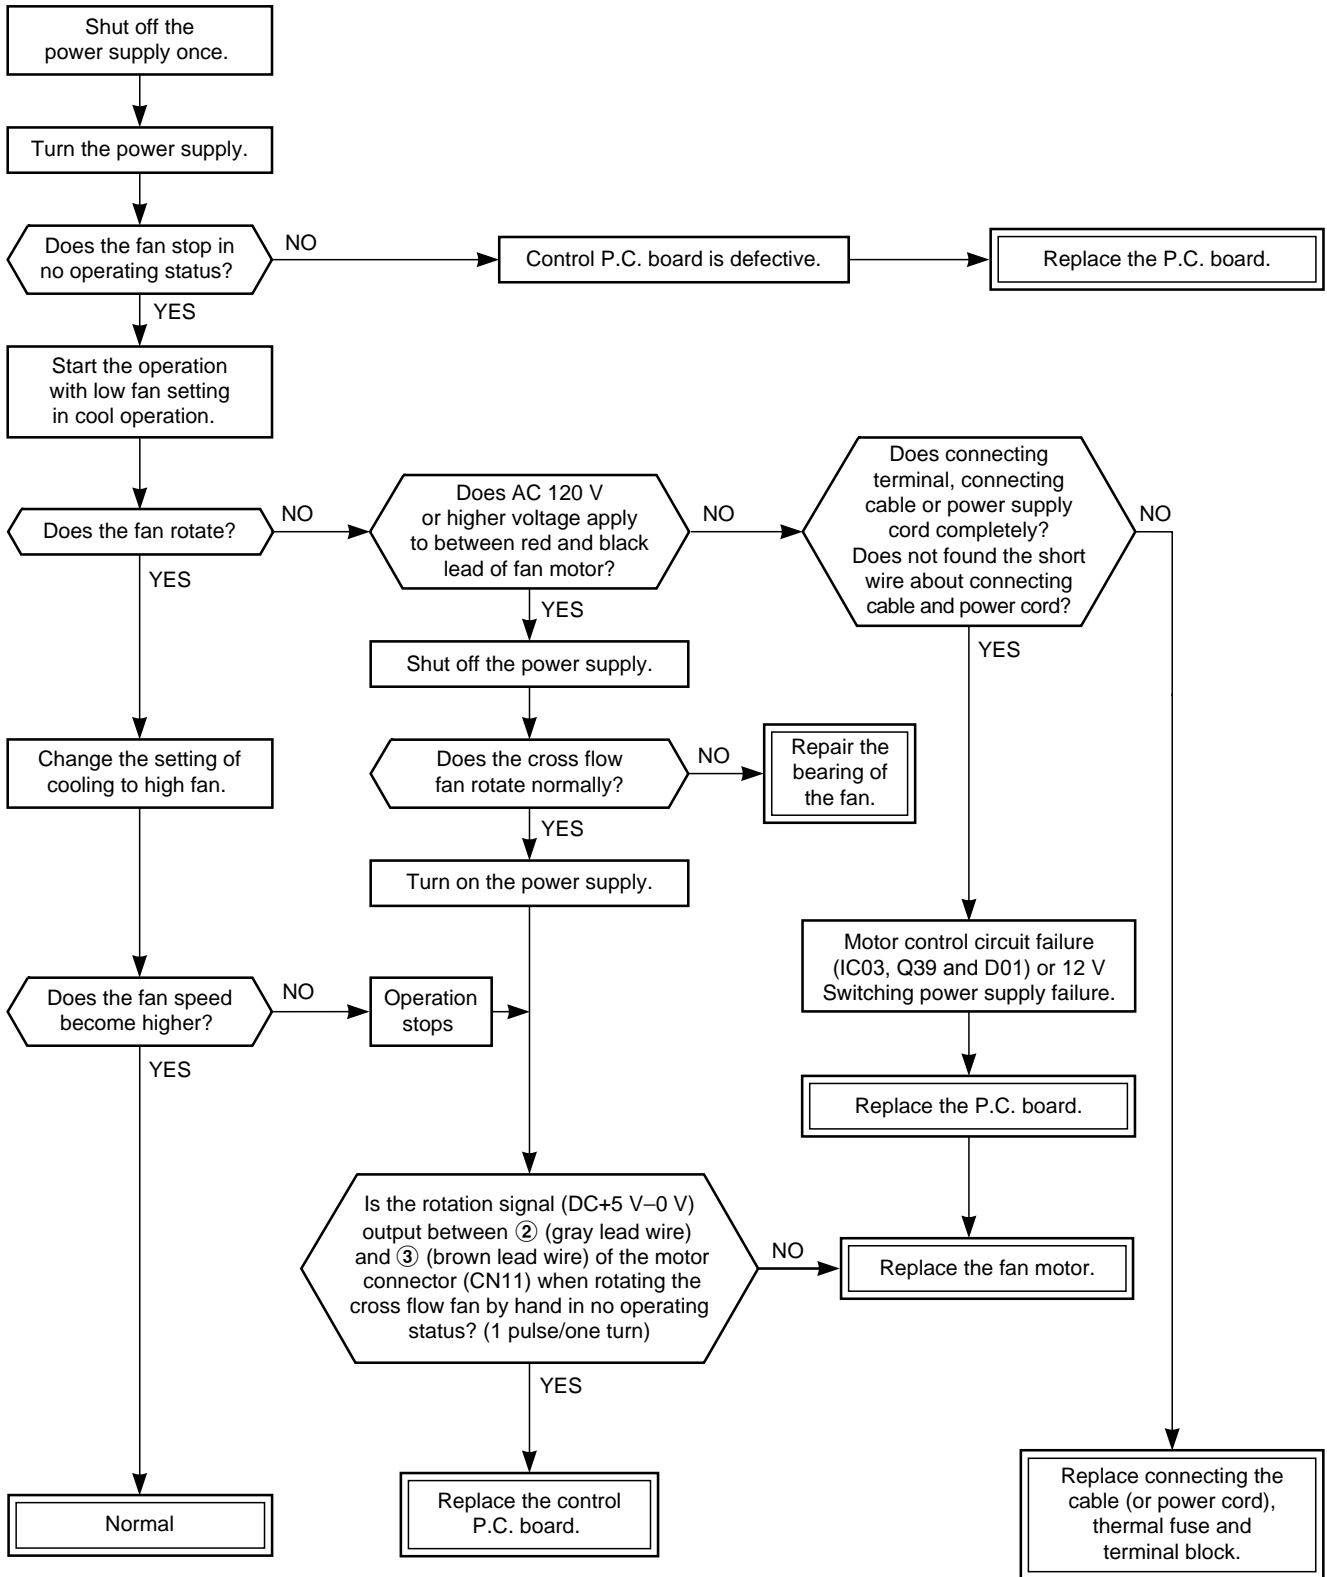 Shut off the
power supply once.
Turn the power supply.
Does the fan stop in
no operating status?
NO
Control P.C. board is defective.
Replace the P.C. board.
YES
Start the operation
with low fan setting
in cool operation.
Does the fan rotate?
NO
Does AC 120 V
or higher voltage apply
to between red and black
lead of fan motor?
NO
Does connecting
terminal, connecting
cable or power supply
cord completely?
Does not found the short
wire about connecting
cable and power cord?
NO
YES
YES
YES
Shut off the power supply.
Change the setting of
cooling to high fan.
Does the cross flow
fan rotate normally?
NO
Repair the
bearing of
the fan.
YES
Turn on the power supply.
Motor control circuit failure
(IC03, Q39 and D01) or 12 V
Switching power supply failure.
Does the fan speed
become higher?
NO
Operation
stops
YES
Replace the P.C. board.
Is the rotation signal (DC+5 V–0 V)
output between ② (gray lead wire)
and ③ (brown lead wire) of the motor
connector (CN11) when rotating the
cross flow fan by hand in no operating
status? (1 pulse/one turn)
NO
Replace the fan motor.
YES
Normal
Replace the control
P.C. board.
Replace connecting the
cable (or power cord),
thermal fuse and
terminal block.